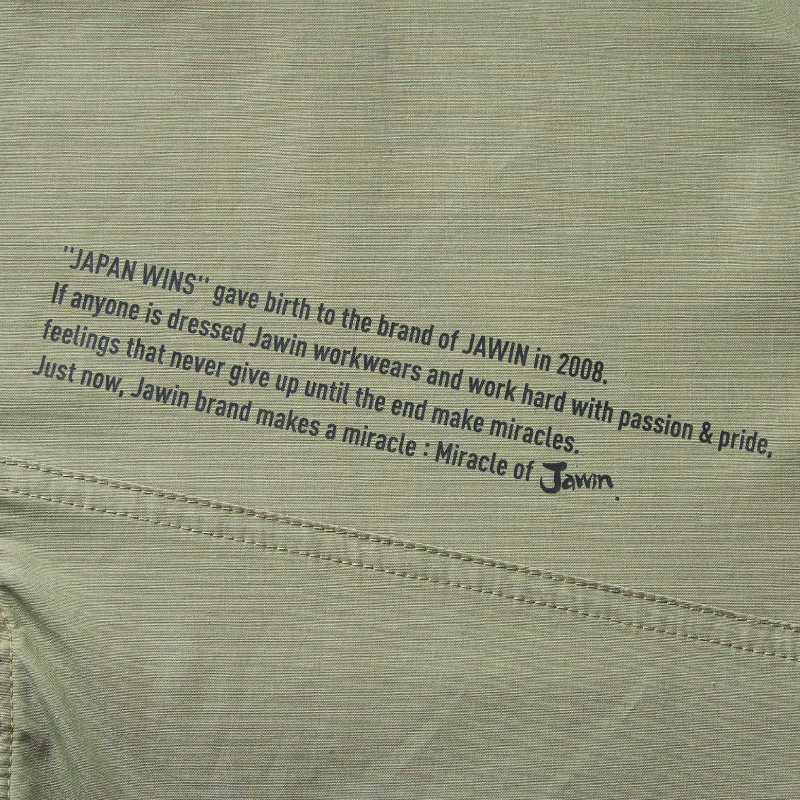 "JAPAN WINS" gave birth to the brand of JAWIN in 2008.
If anyone is dressed Jawin workwears and work hard with passion & pride,
feelings that never give up until the end make miracles.
Just now, Jawin brand makes a miracle : Miracle of Jawin.